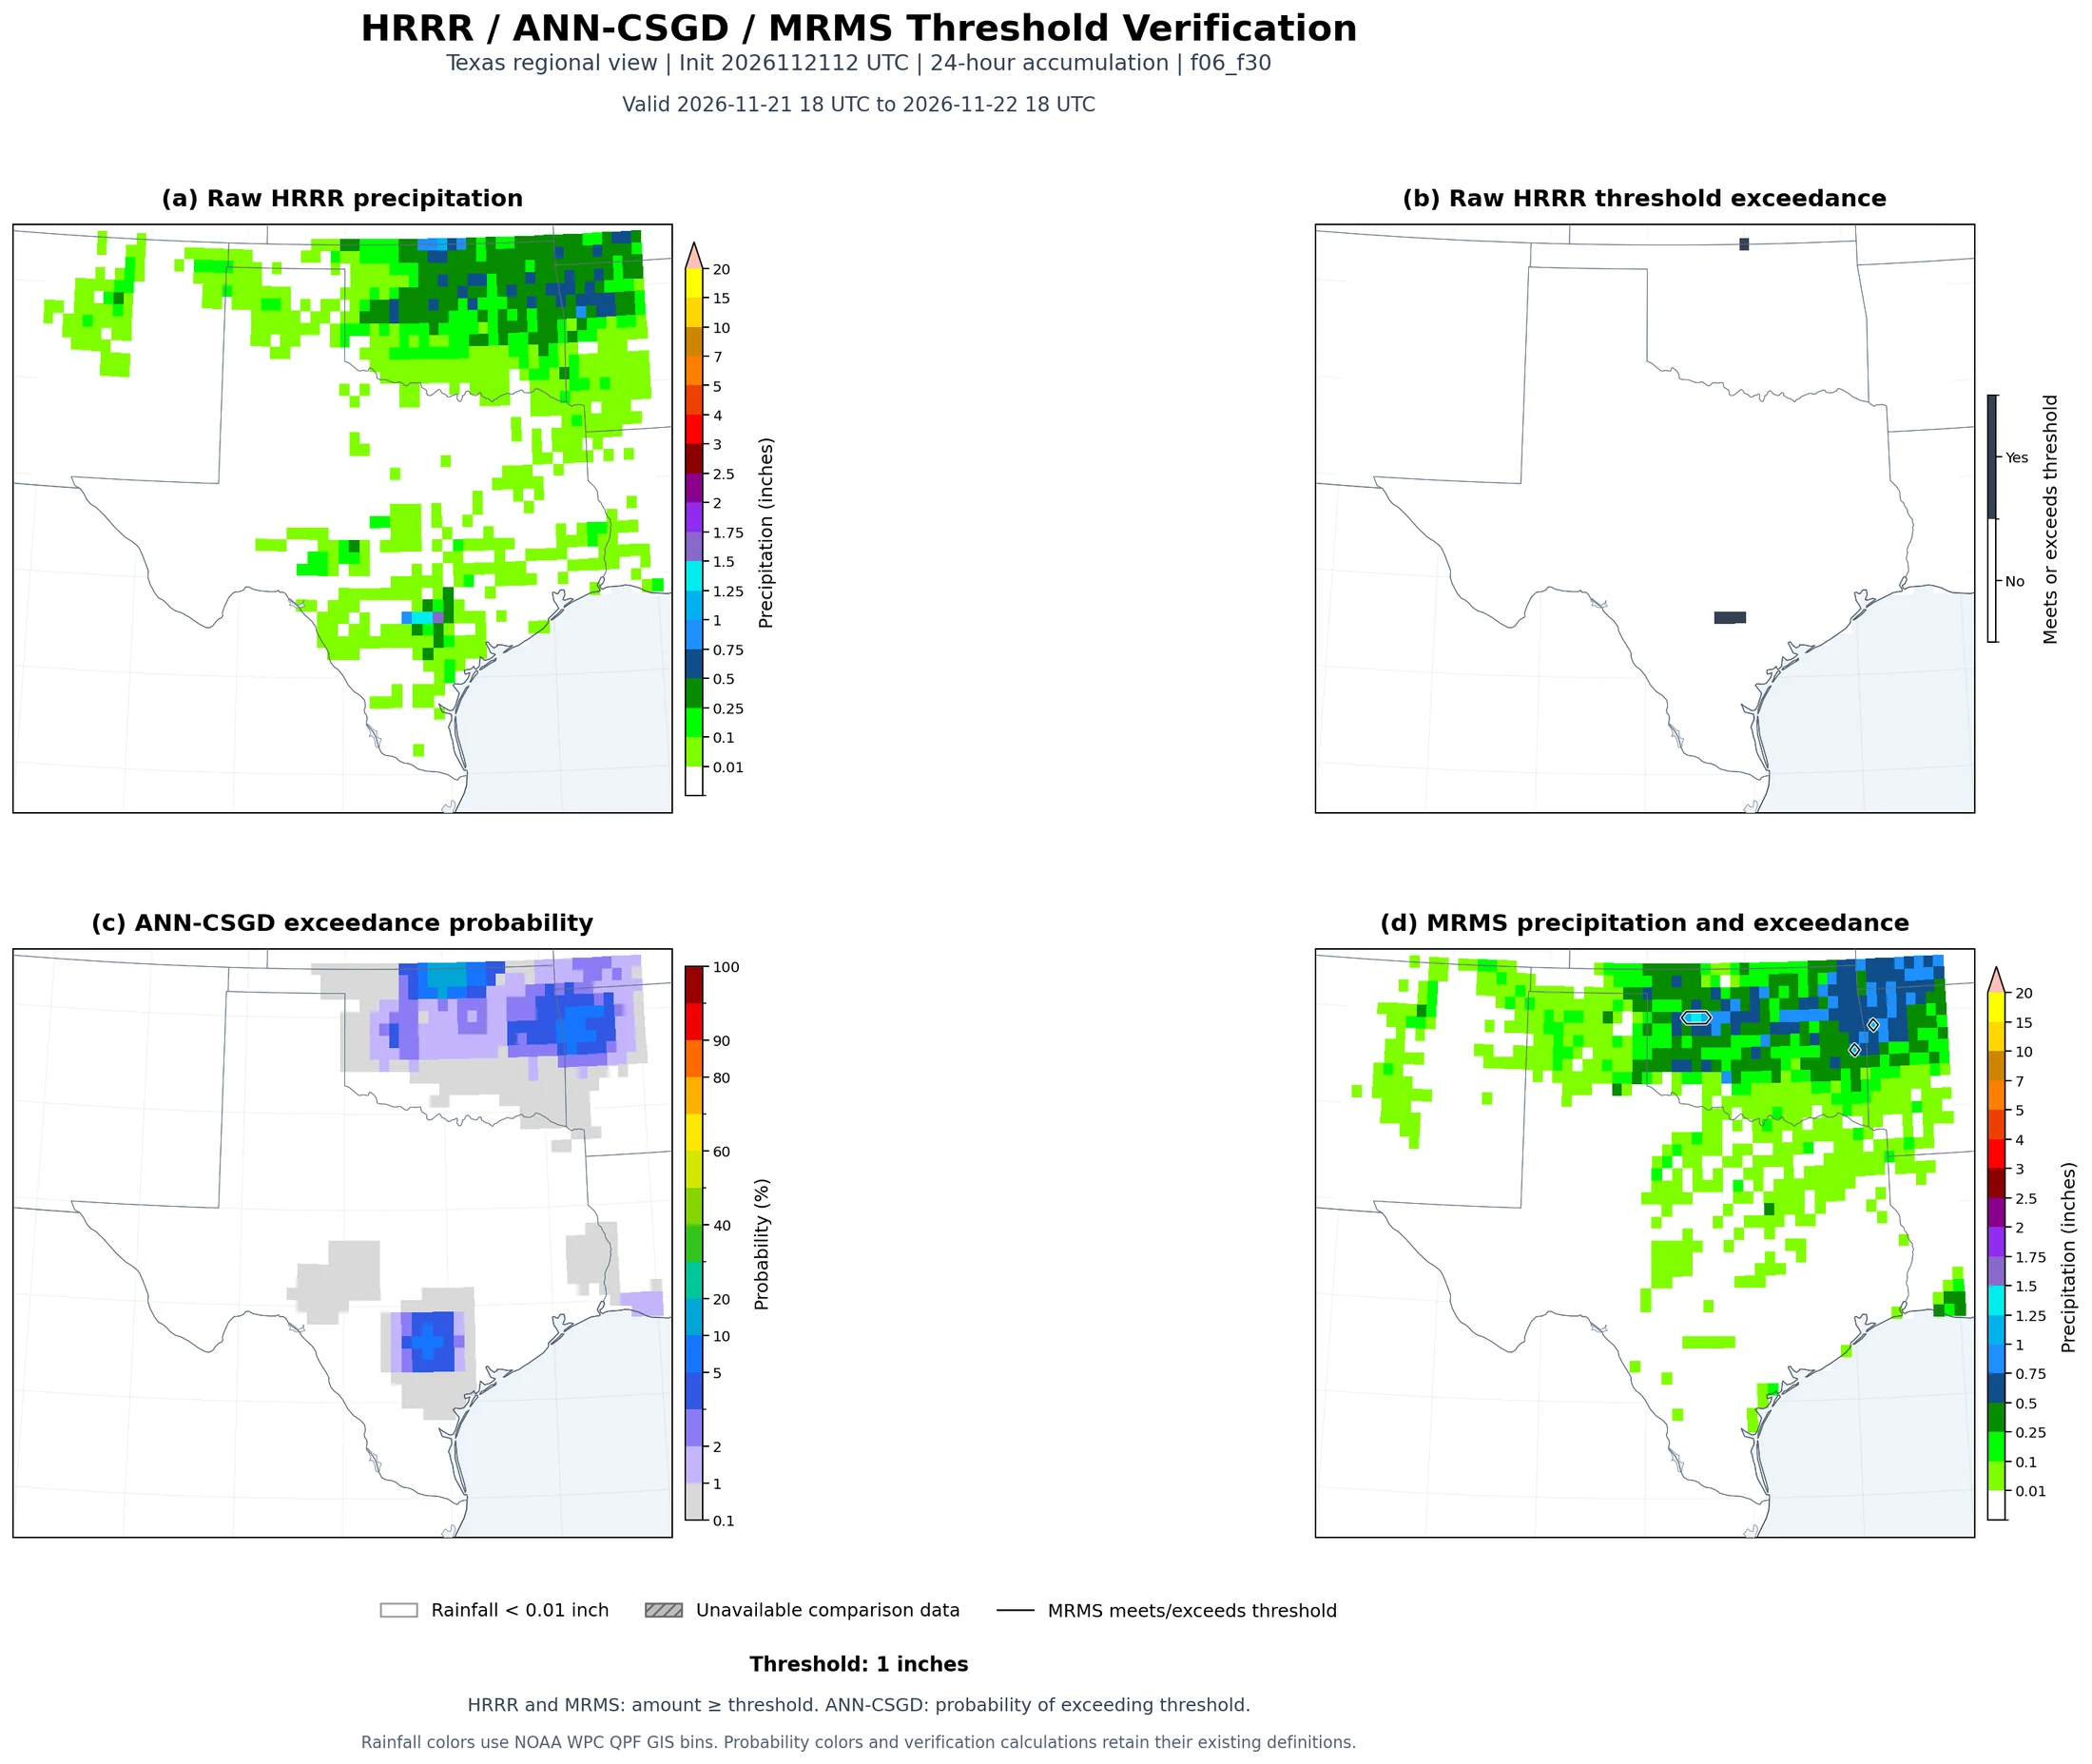 HRRR / ANN-CSGD / MRMS Threshold Verification
Texas regional view | Init 2026112112 UTC | 24-hour accumulation | f06_f30
Valid 2026-11-21 18 UTC to 2026-11-22 18 UTC
(a) Raw HRRR precipitation
20
15
10
7
5
4
3
2.5
2
1.75
1.5
1.25
1
0.75
0.5
0.25
0.1
0.01
Precipitation (inches)
(b) Raw HRRR threshold exceedance
Yes
No
Meets or exceeds threshold
(c) ANN-CSGD exceedance probability
100
90
80
60
40
20
10
5
2
1
0.1
Probability (%)
(d) MRMS precipitation and exceedance
20
15
10
7
5
4
3
2.5
2
1.75
1.5
1.25
1
0.75
0.5
0.25
0.1
0.01
Precipitation (inches)
Rainfall < 0.01 inch
Unavailable comparison data
MRMS meets/exceeds threshold
Threshold: 1 inches
HRRR and MRMS: amount ≥ threshold. ANN-CSGD: probability of exceeding threshold.
Rainfall colors use NOAA WPC QPF GIS bins. Probability colors and verification calculations retain their existing definitions.